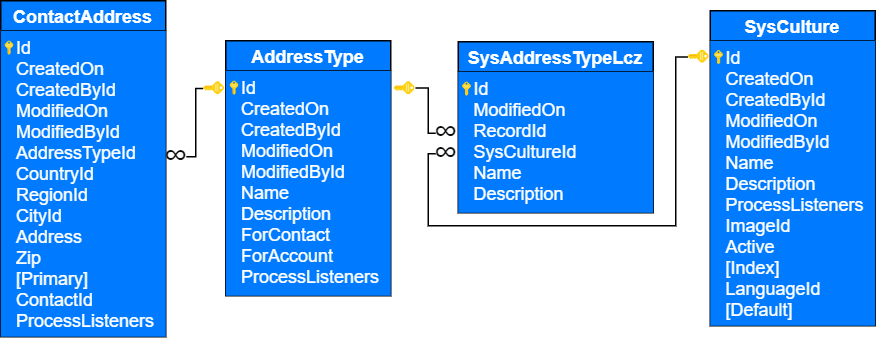 ContactAddress
Id
CreatedOn
CreatedById
ModifiedOn
ModifiedById
AddressTypeId
CountryId
RegionId
CityId
Address
Zip
[Primary]
ContactId
ProcessListeners
AddressType
Id
CreatedOn
CreatedById
ModifiedOn
ModifiedById
Name
Description
ForContact
ForAccount
ProcessListeners
SysAddressTypeLcz
Id
ModifiedOn
RecordId
SysCultureId
Name
Description
SysCulture
Id
CreatedOn
CreatedById
ModifiedOn
ModifiedById
Name
Description
ProcessListeners
ImageId
Active
[Index]
LanguageId
[Default]